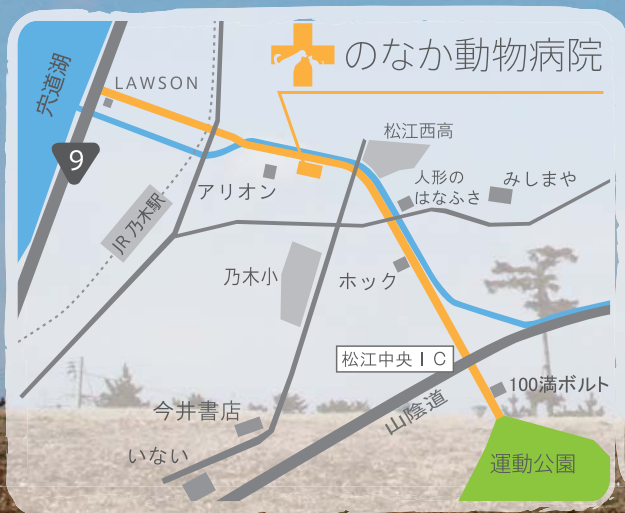 のなか動物病院
宍道湖
LAWSON
9
松江西高
アリオン
人形の
はなふさ
みしまや
JR 乃木駅
乃木小
ホック
松江中央IC
100満ボルト
今井書店
山陰道
いない
運動公園